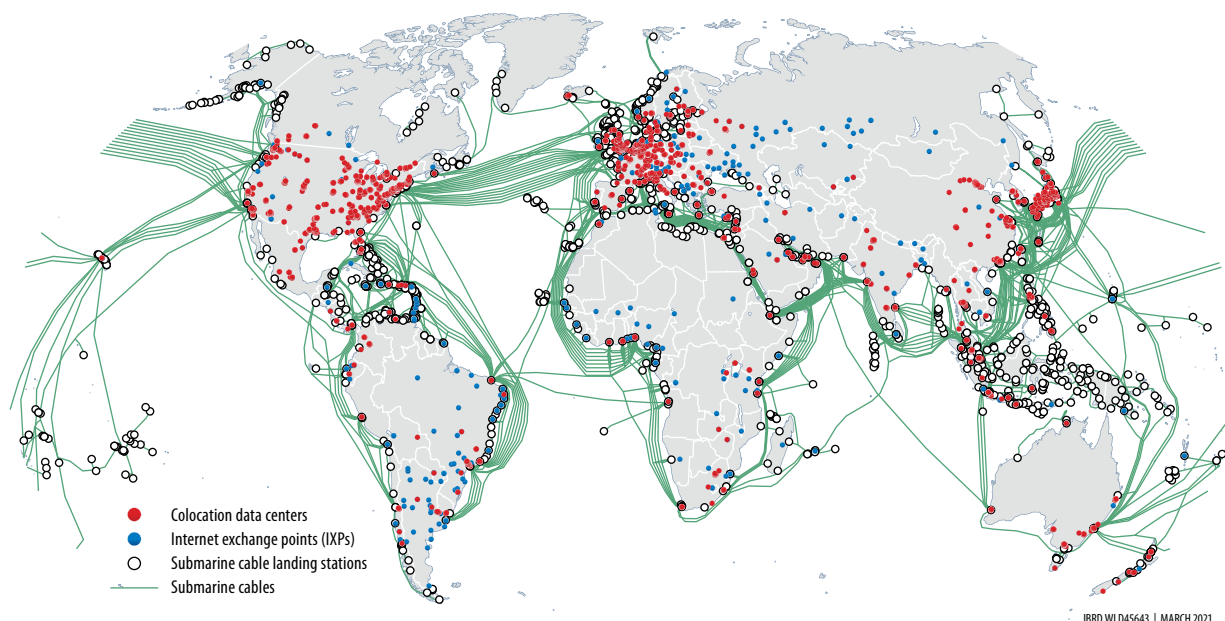 Colocation data centers
Internet exchange points (IXPs)
Submarine cable landing stations
Submarine cables
IBRD WLD45643 | MARCH 2021